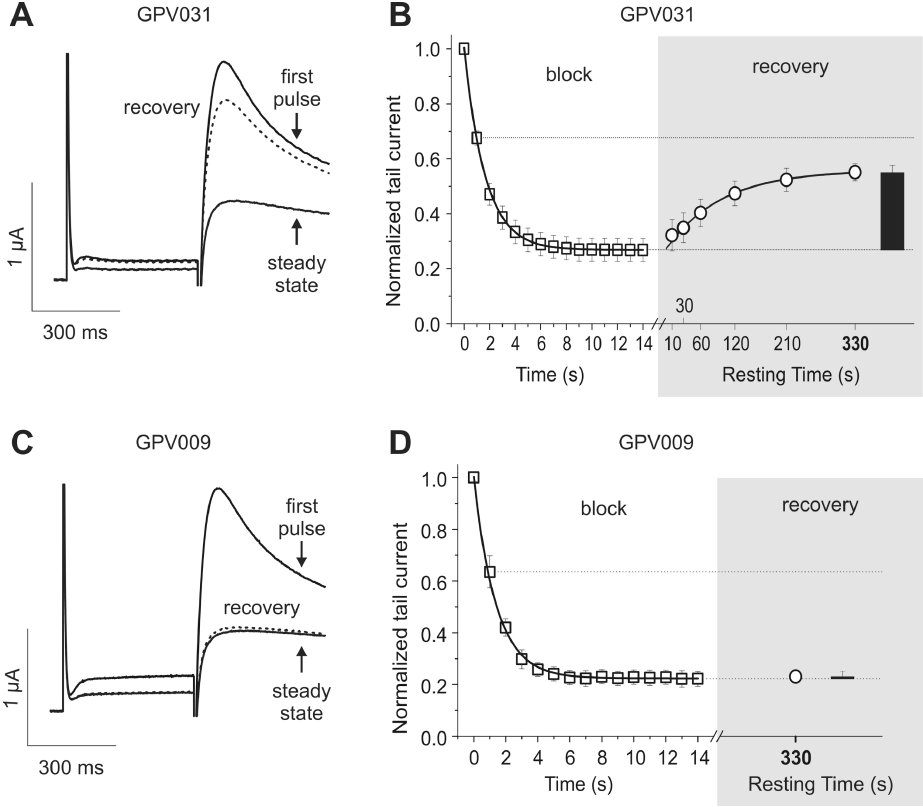 A
GPV031
recovery
first
pulse
steady
state
1 µA
300 ms
B
GPV031
block
recovery
Normalized tail current
1.0
0.8
0.6
0.4
0.2
0.0
30
0 2 4 6 8 10 12 14
10 60 120 210 330
Time (s)
Resting Time (s)
C
GPV009
first
pulse
recovery
steady
state
1 µA
300 ms
D
GPV009
block
recovery
Normalized tail current
1.0
0.8
0.6
0.4
0.2
0.0
0 2 4 6 8 10 12 14
330
Time (s)
Resting Time (s)